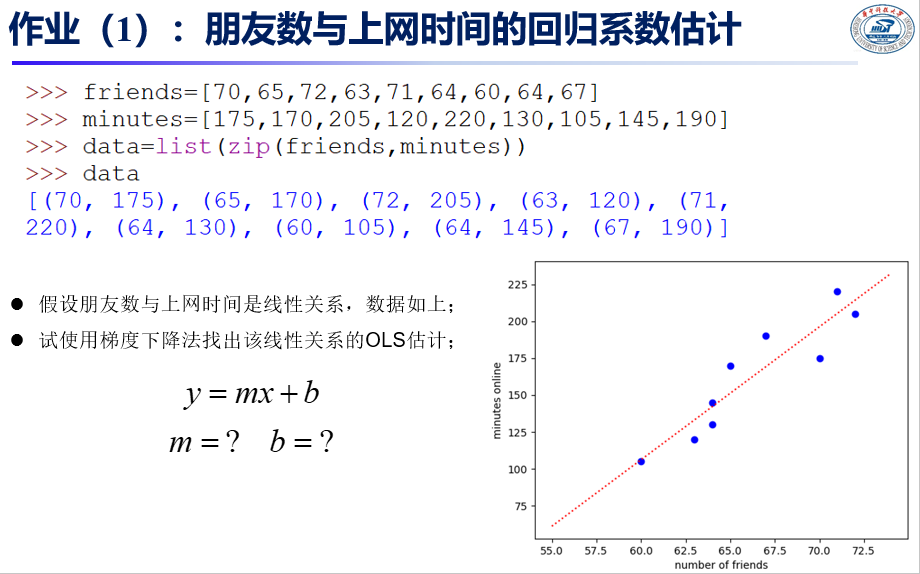 作业（1）：朋友数与上网时间的回归系数估计
>>> friends=[70,65,72,63,71,64,60,64,67]
>>> minutes=[175,170,205,120,220,130,105,145,190]
>>> data=list(zip(friends,minutes))
>>> data
[(70, 175), (65, 170), (72, 205), (63, 120), (71,
220), (64, 130), (60, 105), (64, 145), (67, 190)]
● 假设朋友数与上网时间是线性关系，数据如上；
● 试使用梯度下降法找出该线性关系的OLS估计；
y = mx + b
m = ? b = ?
225
200
175
150
125
100
75
minutes online
55.0 57.5 60.0 62.5 65.0 67.5 70.0 72.5
number of friends